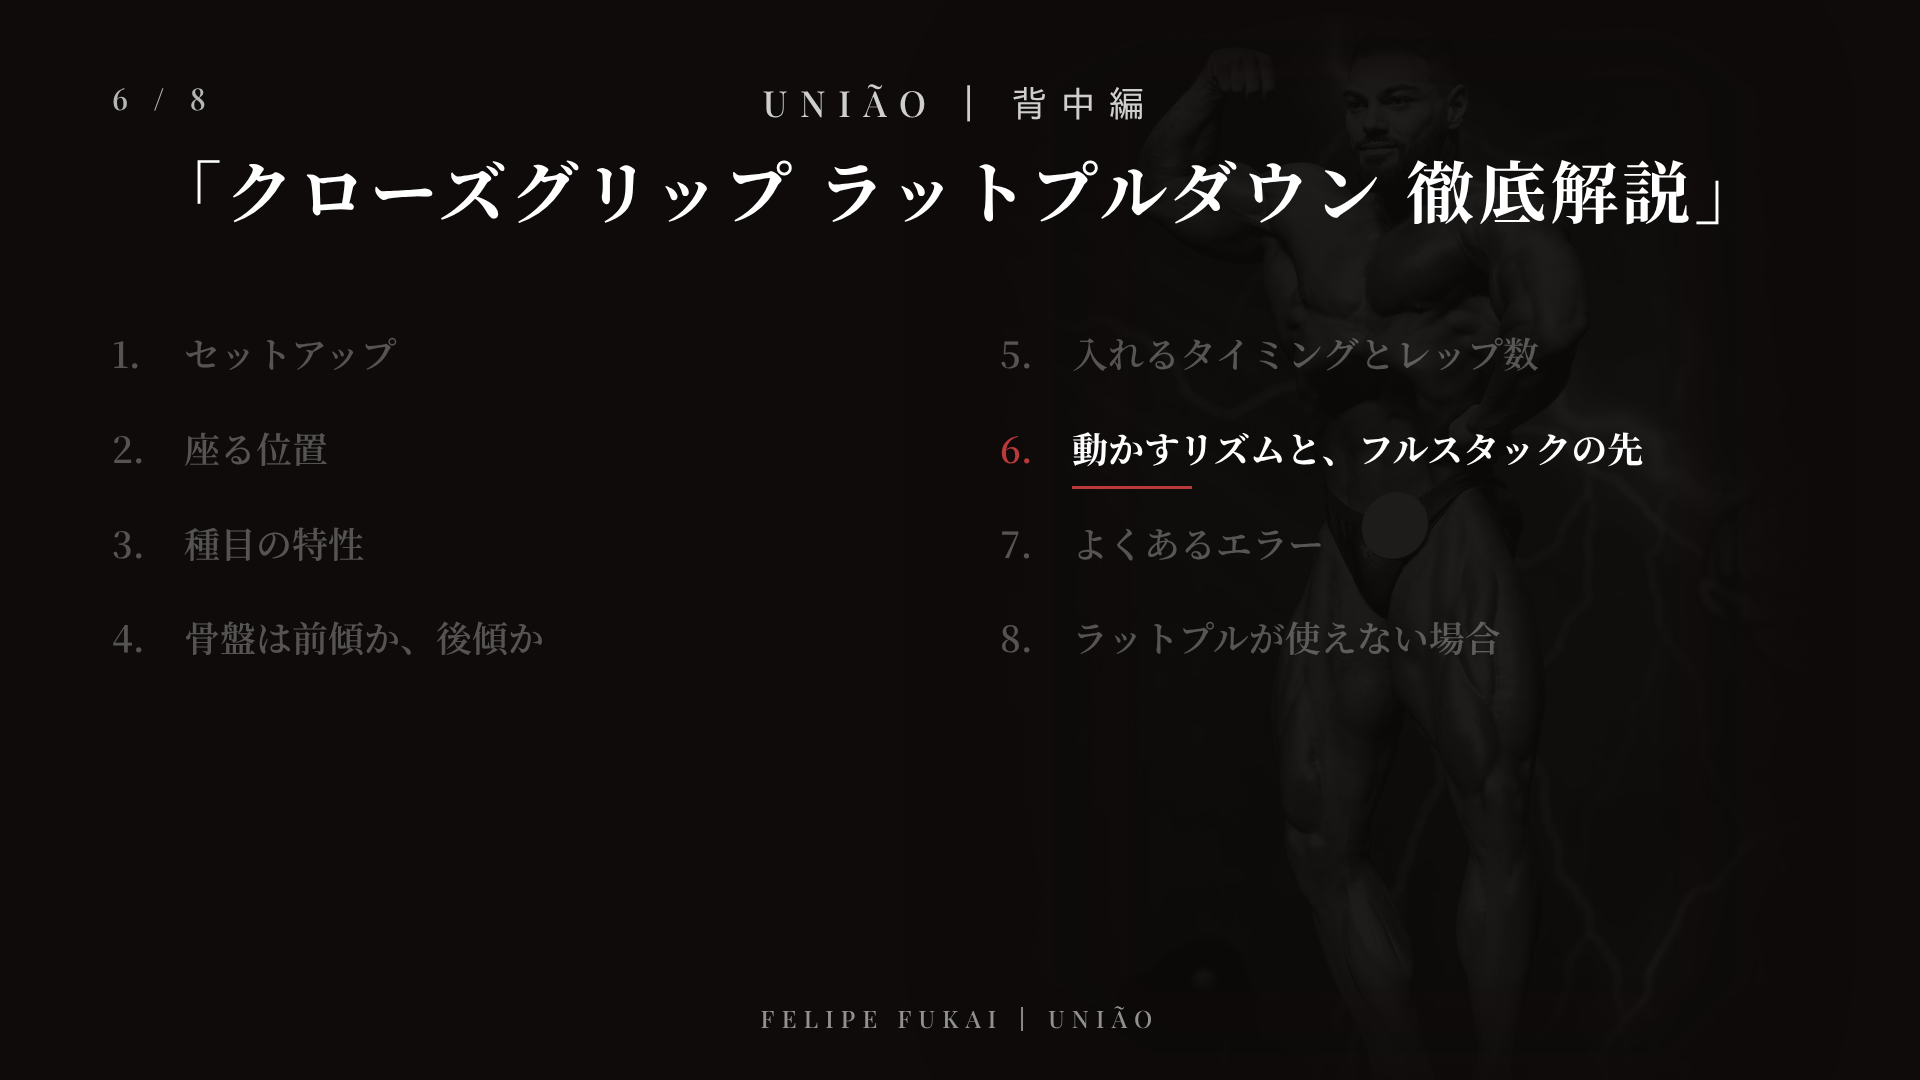 6 / 8
UNIÃO | 背中編
「クローズグリップ ラットプルダウン 徹底解説」
1. セットアップ
2. 座る位置
3. 種目の特性
4. 骨盤は前傾か、後傾か
5. 入れるタイミングとレップ数
6. 動かすリズムと、フルスタックの先
7. よくあるエラー
8. ラットプルが使えない場合
FELIPE FUKAI | UNIÃO